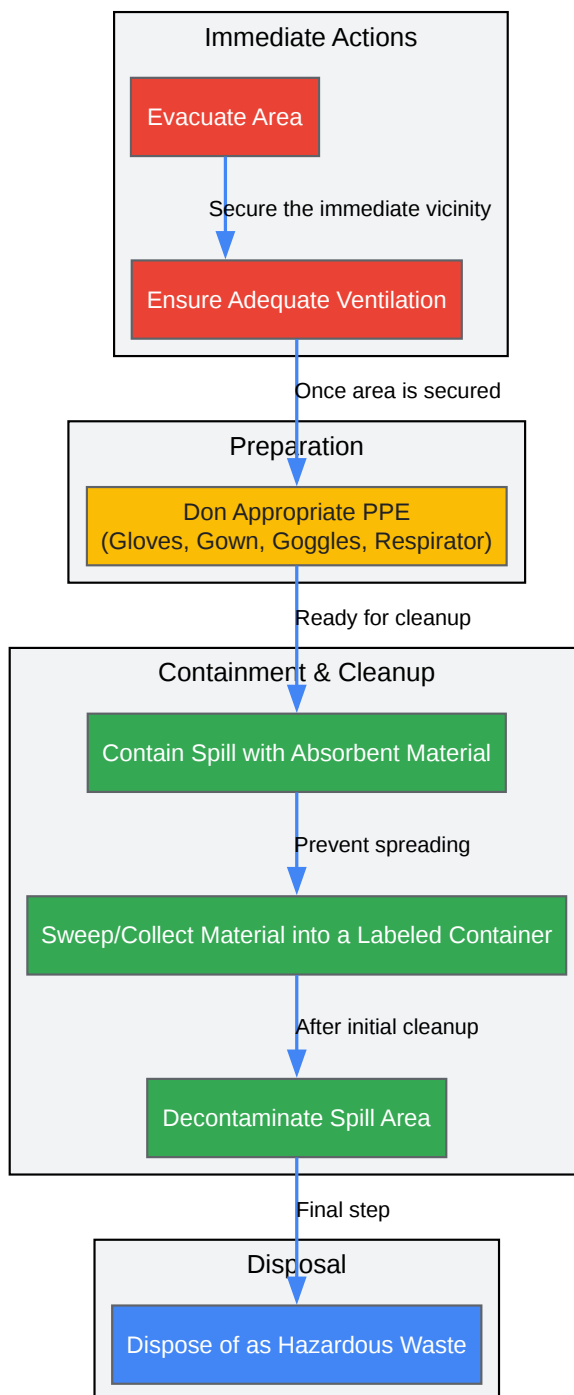 Immediate Actions
Evacuate Area
Secure the immediate vicinity
Ensure Adequate Ventilation
Once area is secured
Preparation
Don Appropriate PPE
(Gloves, Gown, Goggles, Respirator)
Ready for cleanup
Containment & Cleanup
Contain Spill with Absorbent Material
Prevent spreading
Sweep/Collect Material into a Labeled Container
After initial cleanup
Decontaminate Spill Area
Final step
Disposal
Dispose of as Hazardous Waste